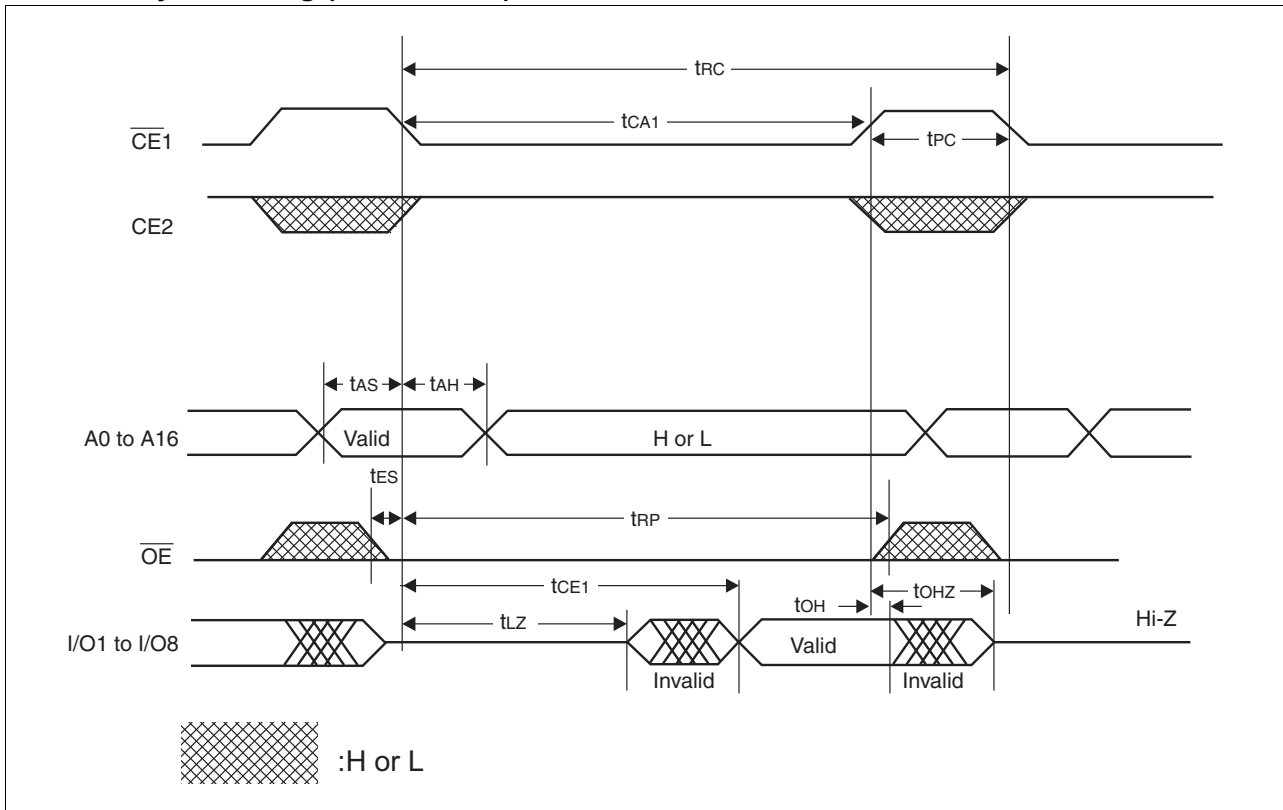 tRC
CE1
tCA1
tPC
CE2
tAS
tAH
A0 to A16
Valid
H or L
tES
tRP
OE
tCE1
tOH
tOHZ
tLZ
Hi-Z
I/O1 to I/O8
Valid
Invalid
Invalid
:H or L